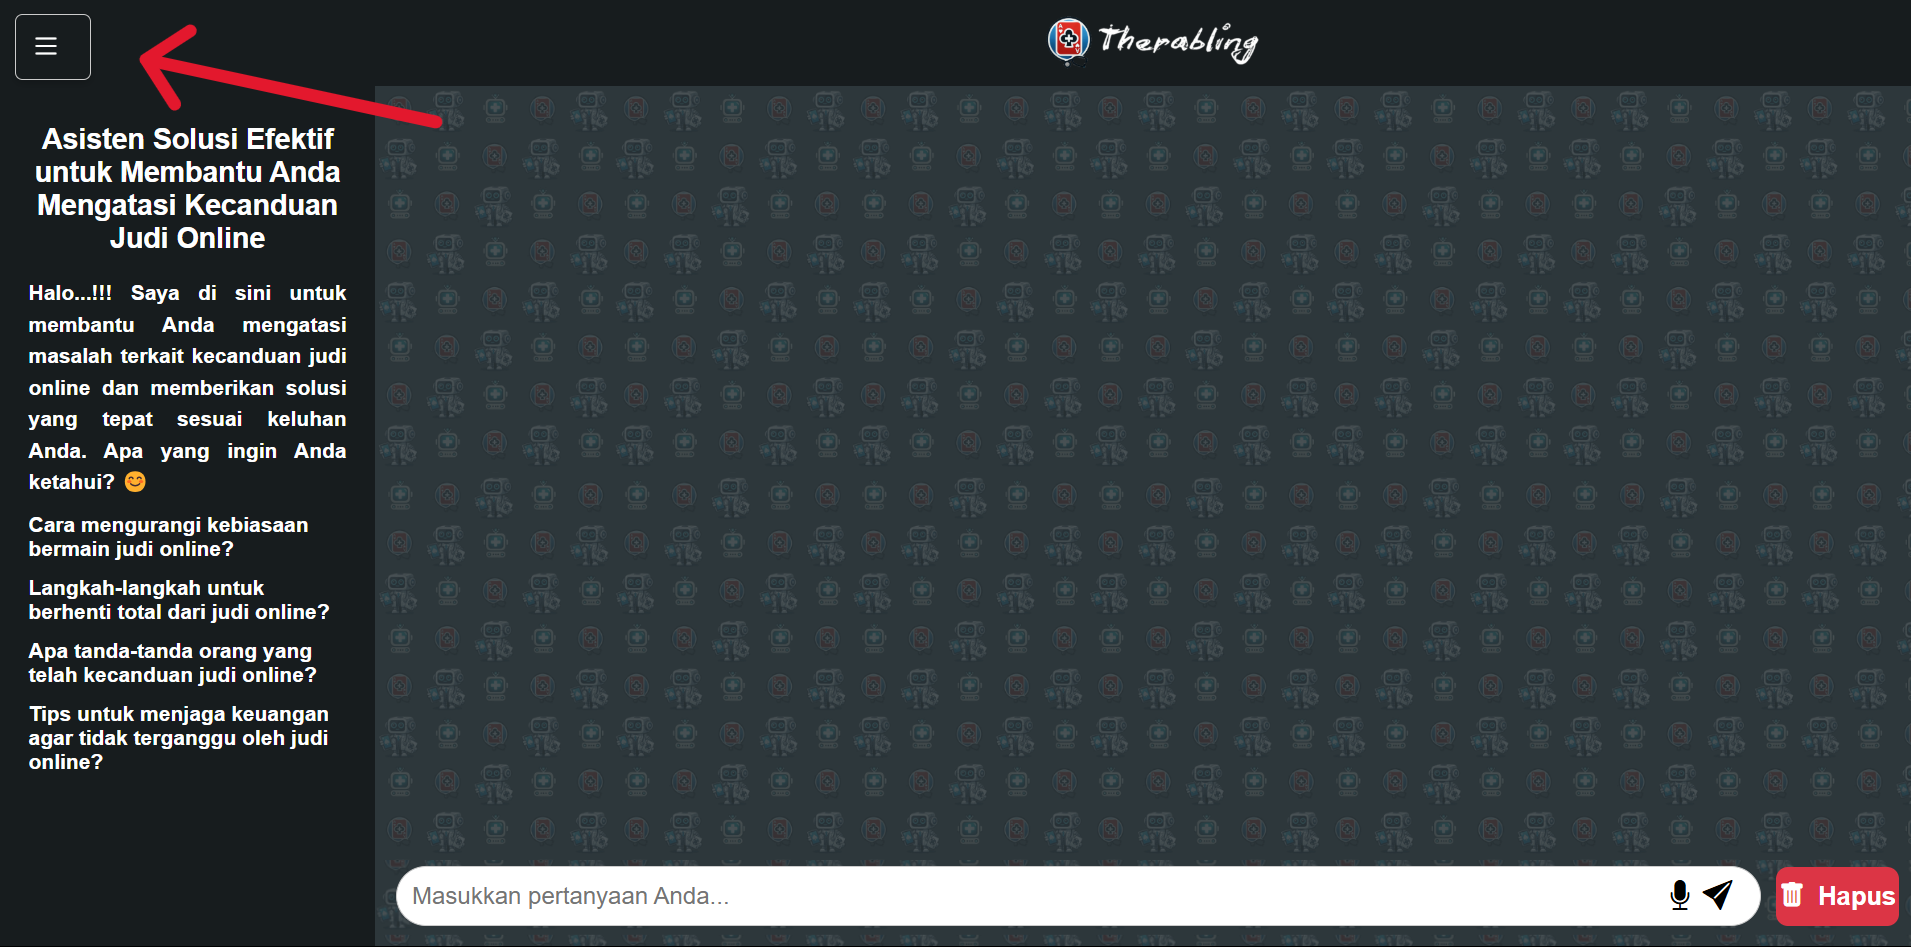 Therabling
Asisten Solusi Efektif
untuk Membantu Anda
Mengatasi Kecanduan
Judi Online
Halo...!!! Saya di sini untuk
membantu Anda mengatasi
masalah terkait kecanduan judi
online dan memberikan solusi
yang tepat sesuai keluhan
Anda. Apa yang ingin Anda
ketahui? 😊
Cara mengurangi kebiasaan
bermain judi online?
Langkah-langkah untuk
berhenti total dari judi online?
Apa tanda-tanda orang yang
telah kecanduan judi online?
Tips untuk menjaga keuangan
agar tidak terganggu oleh judi
online?
Masukkan pertanyaan Anda...
Hapus